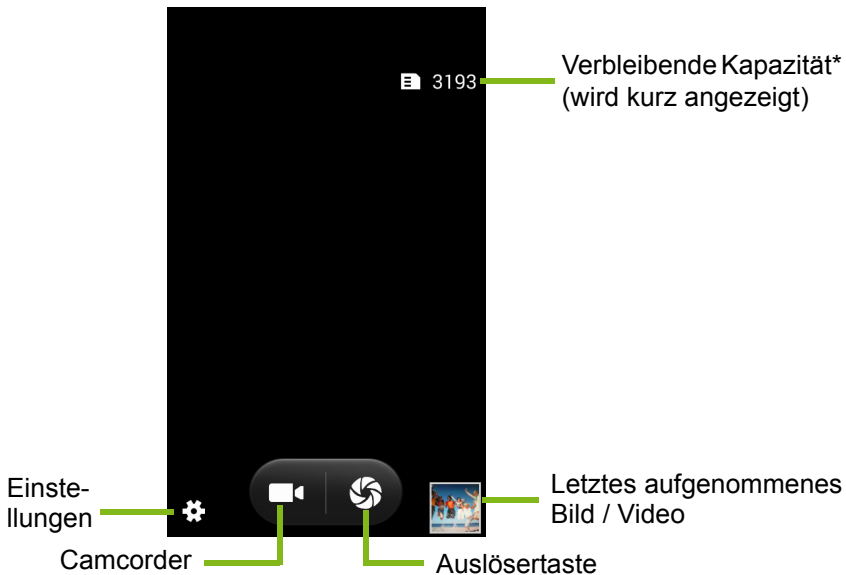 3193
Verbleibende Kapazität*
(wird kurz angezeigt)
Einste-
llungen
Camcorder
Auslösertaste
Letztes aufgenommenes
Bild / Video